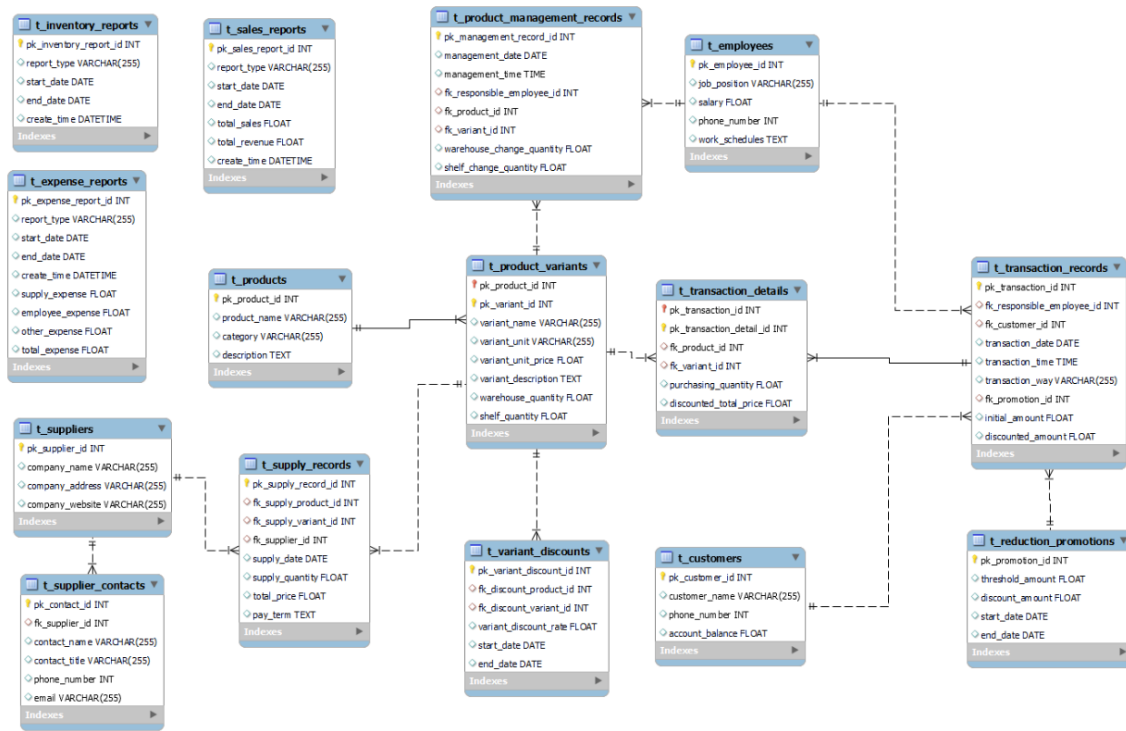 t_inventory_reports
pk_inventory_report_id INT
report_type VARCHAR(255)
start_date DATE
end_date DATE
create_time DATETIME
Indexes
t_sales_reports
pk_sales_report_id INT
report_type VARCHAR(255)
start_date DATE
end_date DATE
total_sales FLOAT
total_revenue FLOAT
create_time DATETIME
Indexes
t_product_management_records
pk_management_record_id INT
management_date DATE
management_time TIME
fk_responsible_employee_id INT
fk_product_id INT
fk_variant_id INT
warehouse_change_quantity FLOAT
shelf_change_quantity FLOAT
Indexes
t_employees
pk_employee_id INT
job_position VARCHAR(255)
salary FLOAT
phone_number INT
work_schedules TEXT
Indexes
t_expense_reports
pk_expense_report_id INT
report_type VARCHAR(255)
start_date DATE
end_date DATE
create_time DATETIME
supply_expense FLOAT
employee_expense FLOAT
other_expense FLOAT
total_expense FLOAT
Indexes
t_products
pk_product_id INT
product_name VARCHAR(255)
category VARCHAR(255)
description TEXT
Indexes
t_product_variants
pk_product_id INT
pk_variant_id INT
variant_name VARCHAR(255)
variant_unit VARCHAR(255)
variant_unit_price FLOAT
variant_description TEXT
warehouse_quantity FLOAT
shelf_quantity FLOAT
Indexes
t_transaction_details
pk_transaction_id INT
pk_transaction_detail_id INT
fk_product_id INT
fk_variant_id INT
purchasing_quantity FLOAT
discounted_total_price FLOAT
Indexes
t_transaction_records
pk_transaction_id INT
fk_responsible_employee_id INT
fk_customer_id INT
transaction_date DATE
transaction_time TIME
transaction_way VARCHAR(255)
fk_promotion_id INT
initial_amount FLOAT
discounted_amount FLOAT
Indexes
t_suppliers
pk_supplier_id INT
company_name VARCHAR(255)
company_address VARCHAR(255)
company_website VARCHAR(255)
Indexes
t_supply_records
pk_supply_record_id INT
fk_supply_product_id INT
fk_supply_variant_id INT
fk_supplier_id INT
supply_date DATE
supply_quantity FLOAT
total_price FLOAT
pay_term TEXT
Indexes
t_variant_discounts
pk_variant_discount_id INT
fk_discount_product_id INT
fk_discount_variant_id INT
variant_discount_rate FLOAT
start_date DATE
end_date DATE
Indexes
t_customers
pk_customer_id INT
customer_name VARCHAR(255)
phone_number INT
account_balance FLOAT
Indexes
t_reduction_promotions
pk_promotion_id INT
threshold_amount FLOAT
discount_amount FLOAT
start_date DATE
end_date DATE
Indexes
t_supplier_contacts
pk_contact_id INT
fk_supplier_id INT
contact_name VARCHAR(255)
contact_title VARCHAR(255)
phone_number INT
email VARCHAR(255)
Indexes